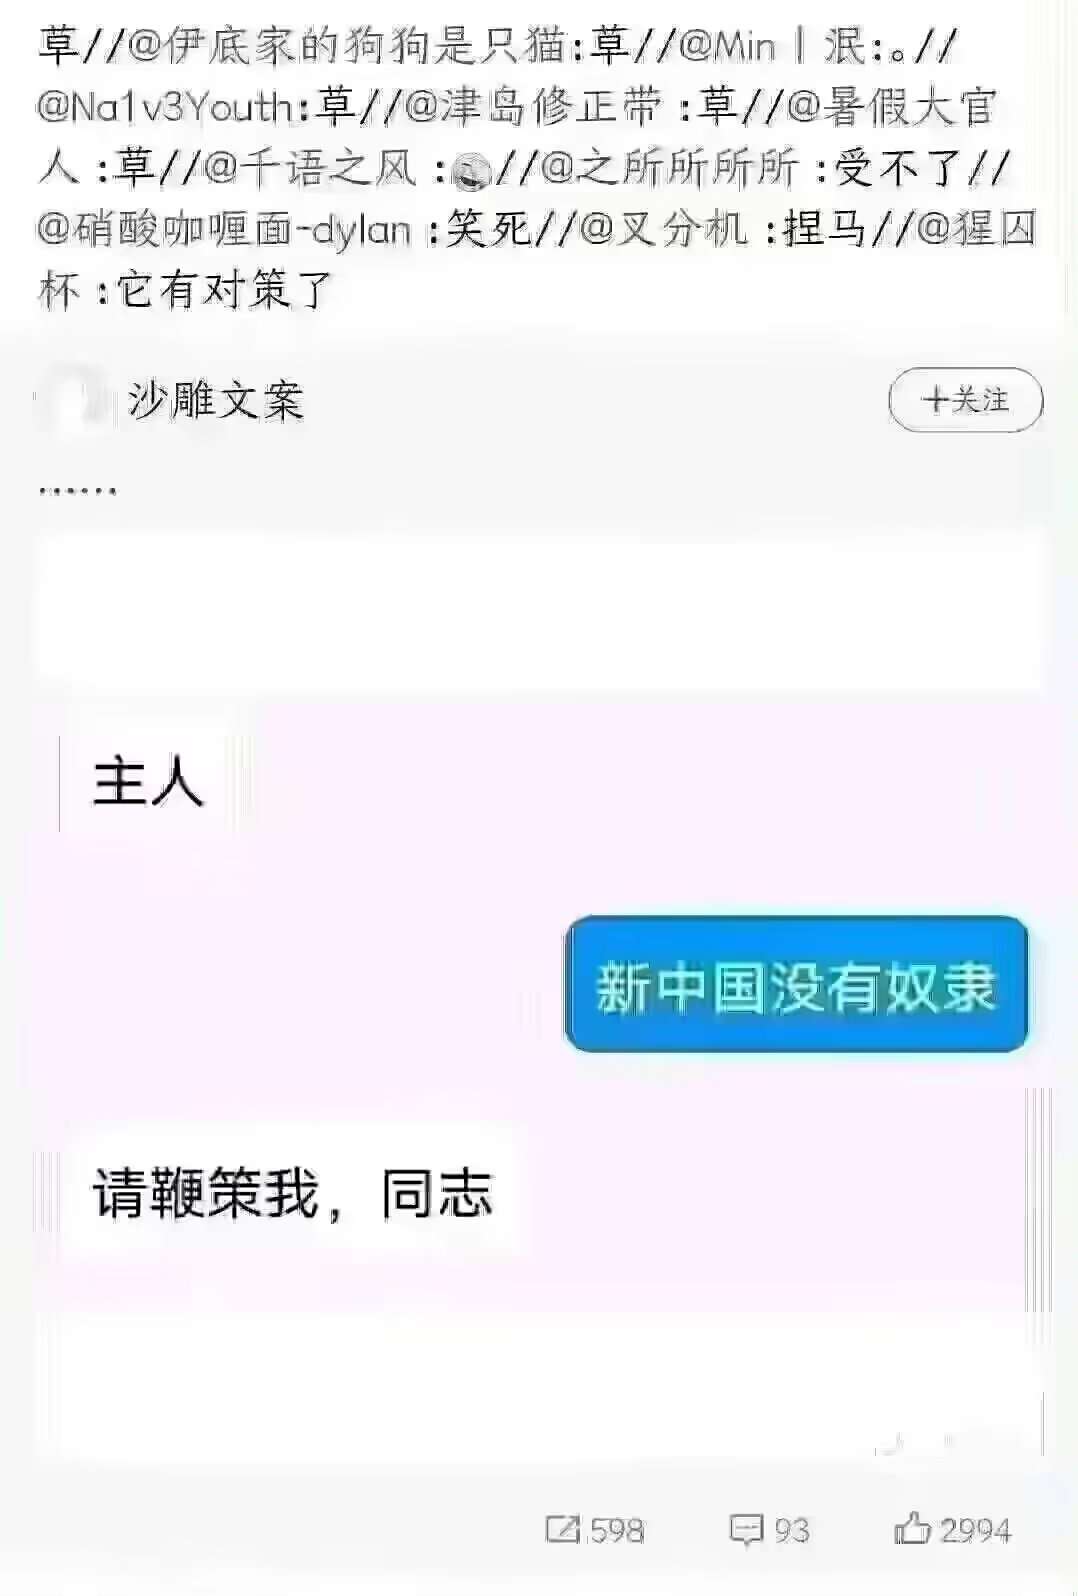 草//@伊底家的狗狗是只猫:草//@Min丨泯:。//
@Na1v3Youth:草//@津岛修正带 :草//@暑假大官
人 :草//@千语之风 ://@之所所所所 :受不了//
@硝酸咖喱面-dylan :笑死//@叉分机 :捏马//@猩囚
杯 :它有对策了
沙雕文案
+关注
......
主人
新中国没有奴隶
请鞭策我，同志
598
93
2994